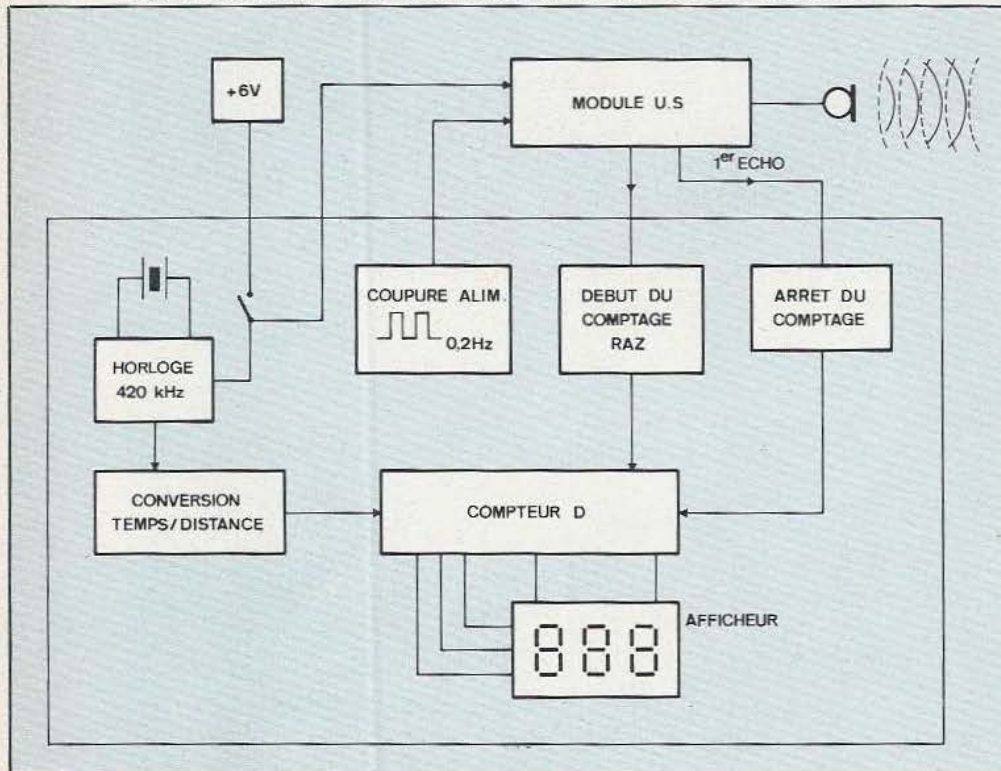 +6V
MODULE U.S
1er ECHO
COUPURE ALIM.
0,2Hz
DEBUT DU
COMPTAGE
RAZ
ARRET DU
COMPTAGE
HORLOGE
420 kHz
CONVERSION
TEMPS/DISTANCE
COMPTEUR D
AFFICHEUR
888